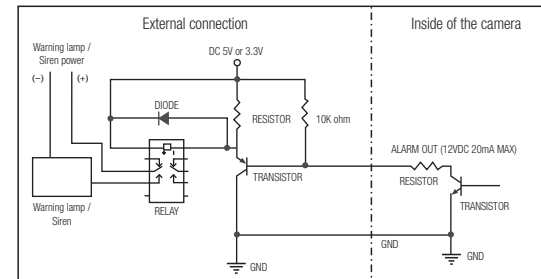 External connection
Inside of the camera
Warning lamp /
Siren power
(−)
(+)
DC 5V or 3.3V
DIODE
RESISTOR
10K ohm
ALARM OUT (12VDC 20mA MAX)
+
-
TRANSISTOR
RESISTOR
TRANSISTOR
Warning lamp /
Siren
RELAY
GND
GND
GND